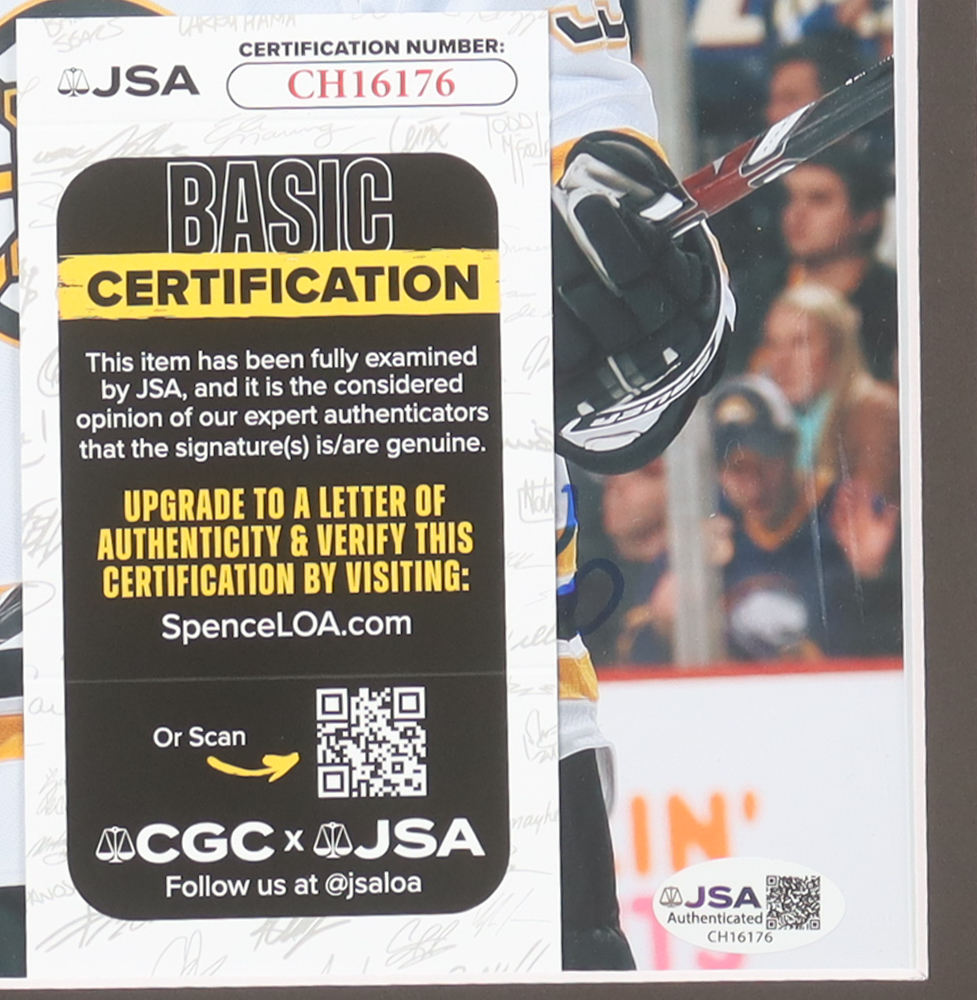 CERTIFICATION NUMBER:
JSA
CH16176
BASIC
CERTIFICATION
This item has been fully examined
by JSA, and it is the considered
opinion of our expert authenticators
that the signature(s) is/are genuine.
UPGRADE TO A LETTER OF
AUTHENTICITY & VERIFY THIS
CERTIFICATION BY VISITING:
SpenceLOA.com
Or Scan
CGC x JSA
Follow us at @jsaloa
IN'
JSA
Authenticated
CH16176